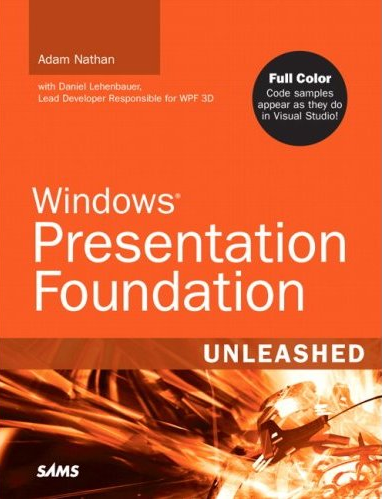 Adam Nathan
with Daniel Lehenbauer,
Lead Developer Responsible for WPF 3D
Full Color
Code samples
appear as they do
in Visual Studio!
Windows®
Presentation
Foundation
UNLEASHED
SAMS